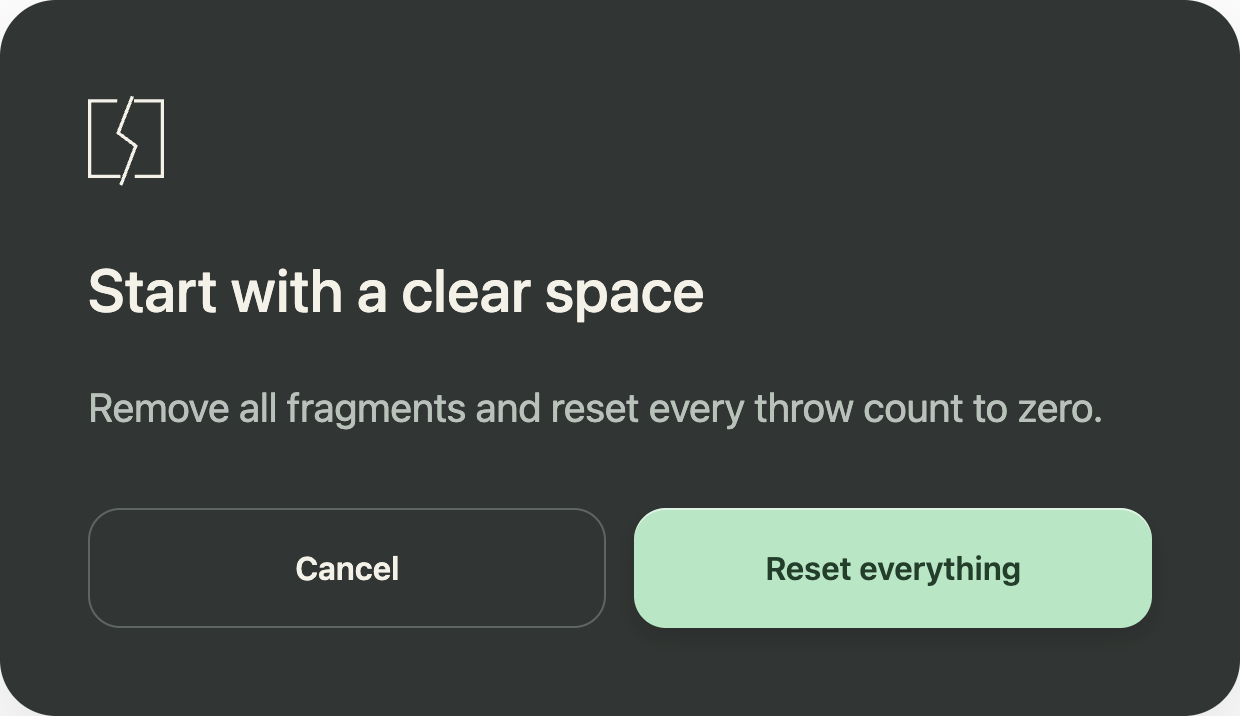 Start with a clear space
Remove all fragments and reset every throw count to zero.
Cancel
Reset everything